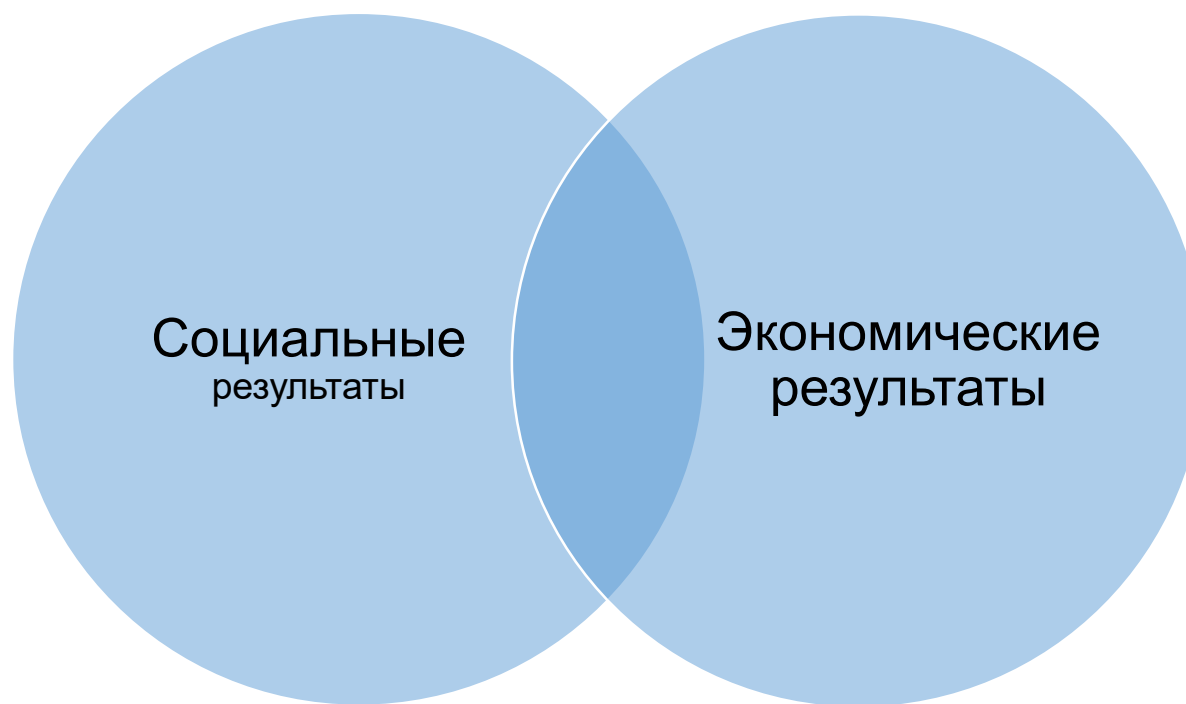 Социальные
результаты
Экономические
результаты